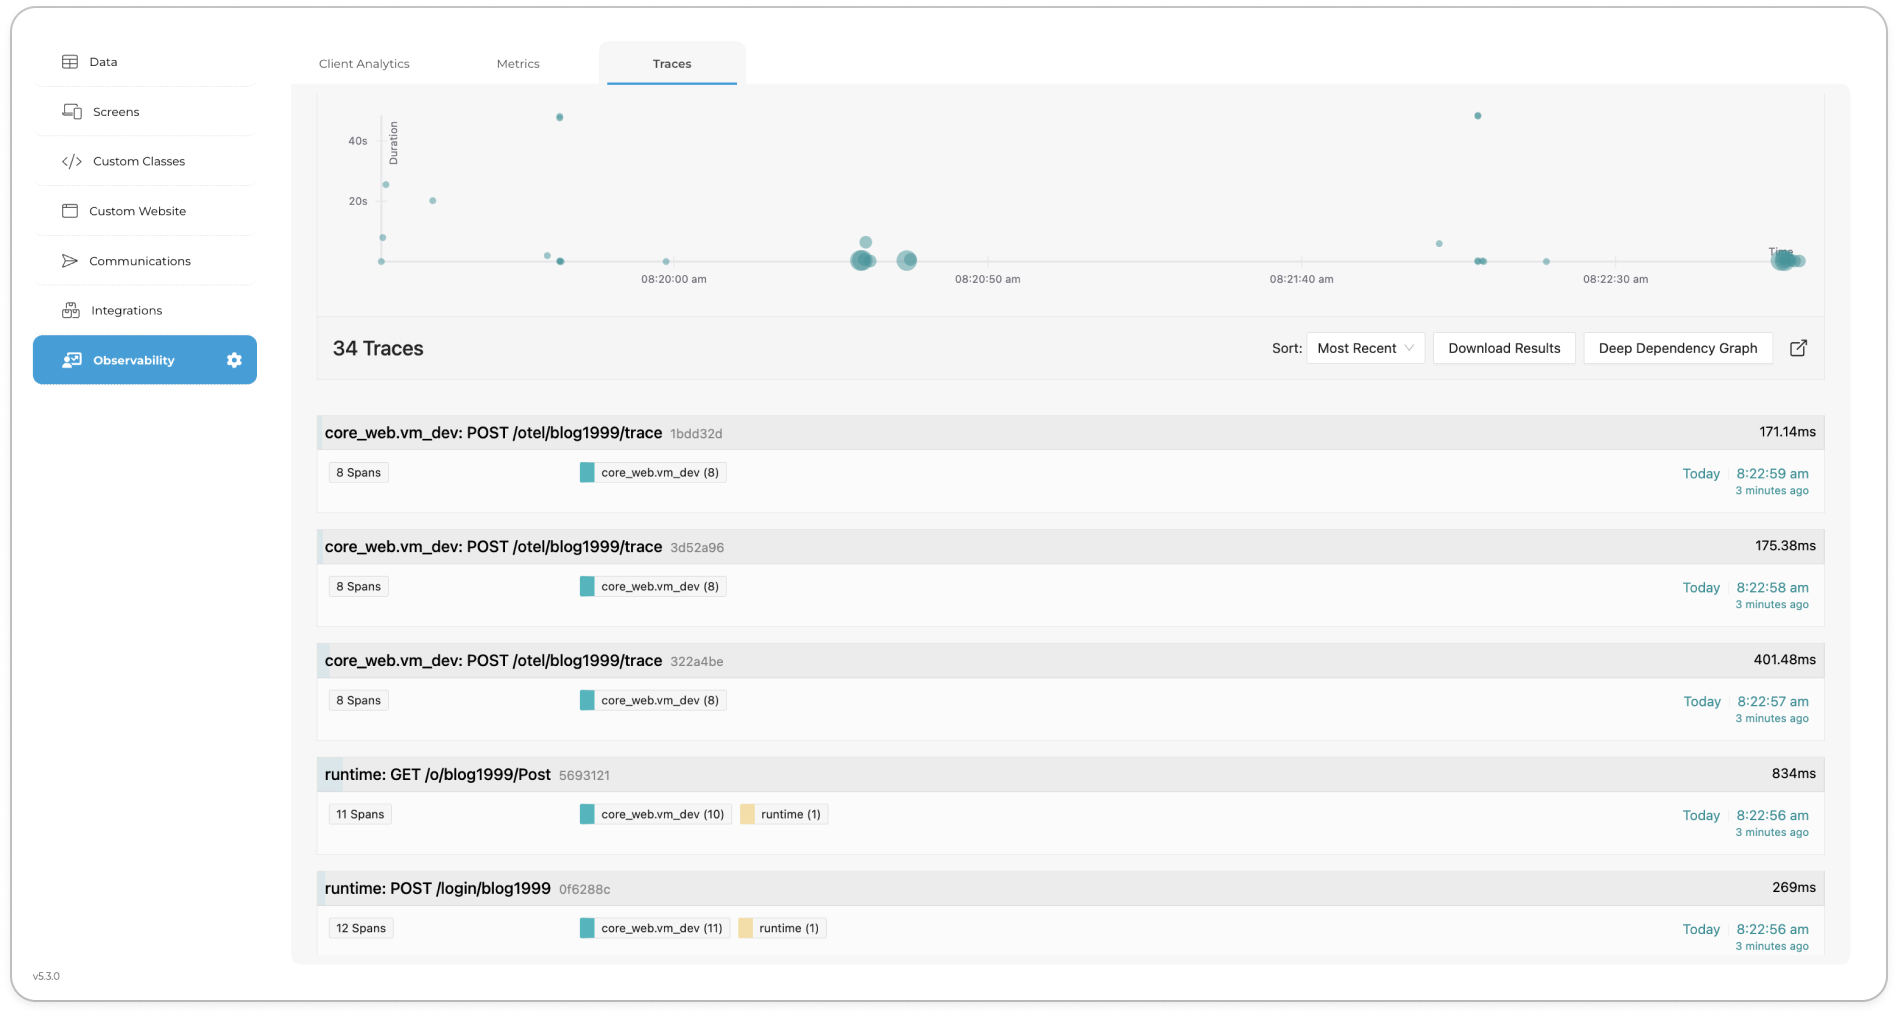 Data
Screens
Custom Classes
Custom Website
Communications
Integrations
Observability
v5.3.0
Client Analytics
Metrics
Traces
Duration
40s
20s
Time
08:20:00 am
08:20:50 am
08:21:40 am
08:22:30 am
34 Traces
Sort: Most Recent Download Results Deep Dependency Graph
core_web.vm_dev: POST /otel/blog1999/trace 1bdd32d 171.14ms
8 Spans core_web.vm_dev (8) Today 8:22:59 am
3 minutes ago
core_web.vm_dev: POST /otel/blog1999/trace 3d52a96 175.38ms
8 Spans core_web.vm_dev (8) Today 8:22:58 am
3 minutes ago
core_web.vm_dev: POST /otel/blog1999/trace 322a4be 401.48ms
8 Spans core_web.vm_dev (8) Today 8:22:57 am
3 minutes ago
runtime: GET /o/blog1999/Post 5693121 834ms
11 Spans core_web.vm_dev (10) runtime (1) Today 8:22:56 am
3 minutes ago
runtime: POST /login/blog1999 0f6288c 269ms
12 Spans core_web.vm_dev (11) runtime (1) Today 8:22:56 am
3 minutes ago